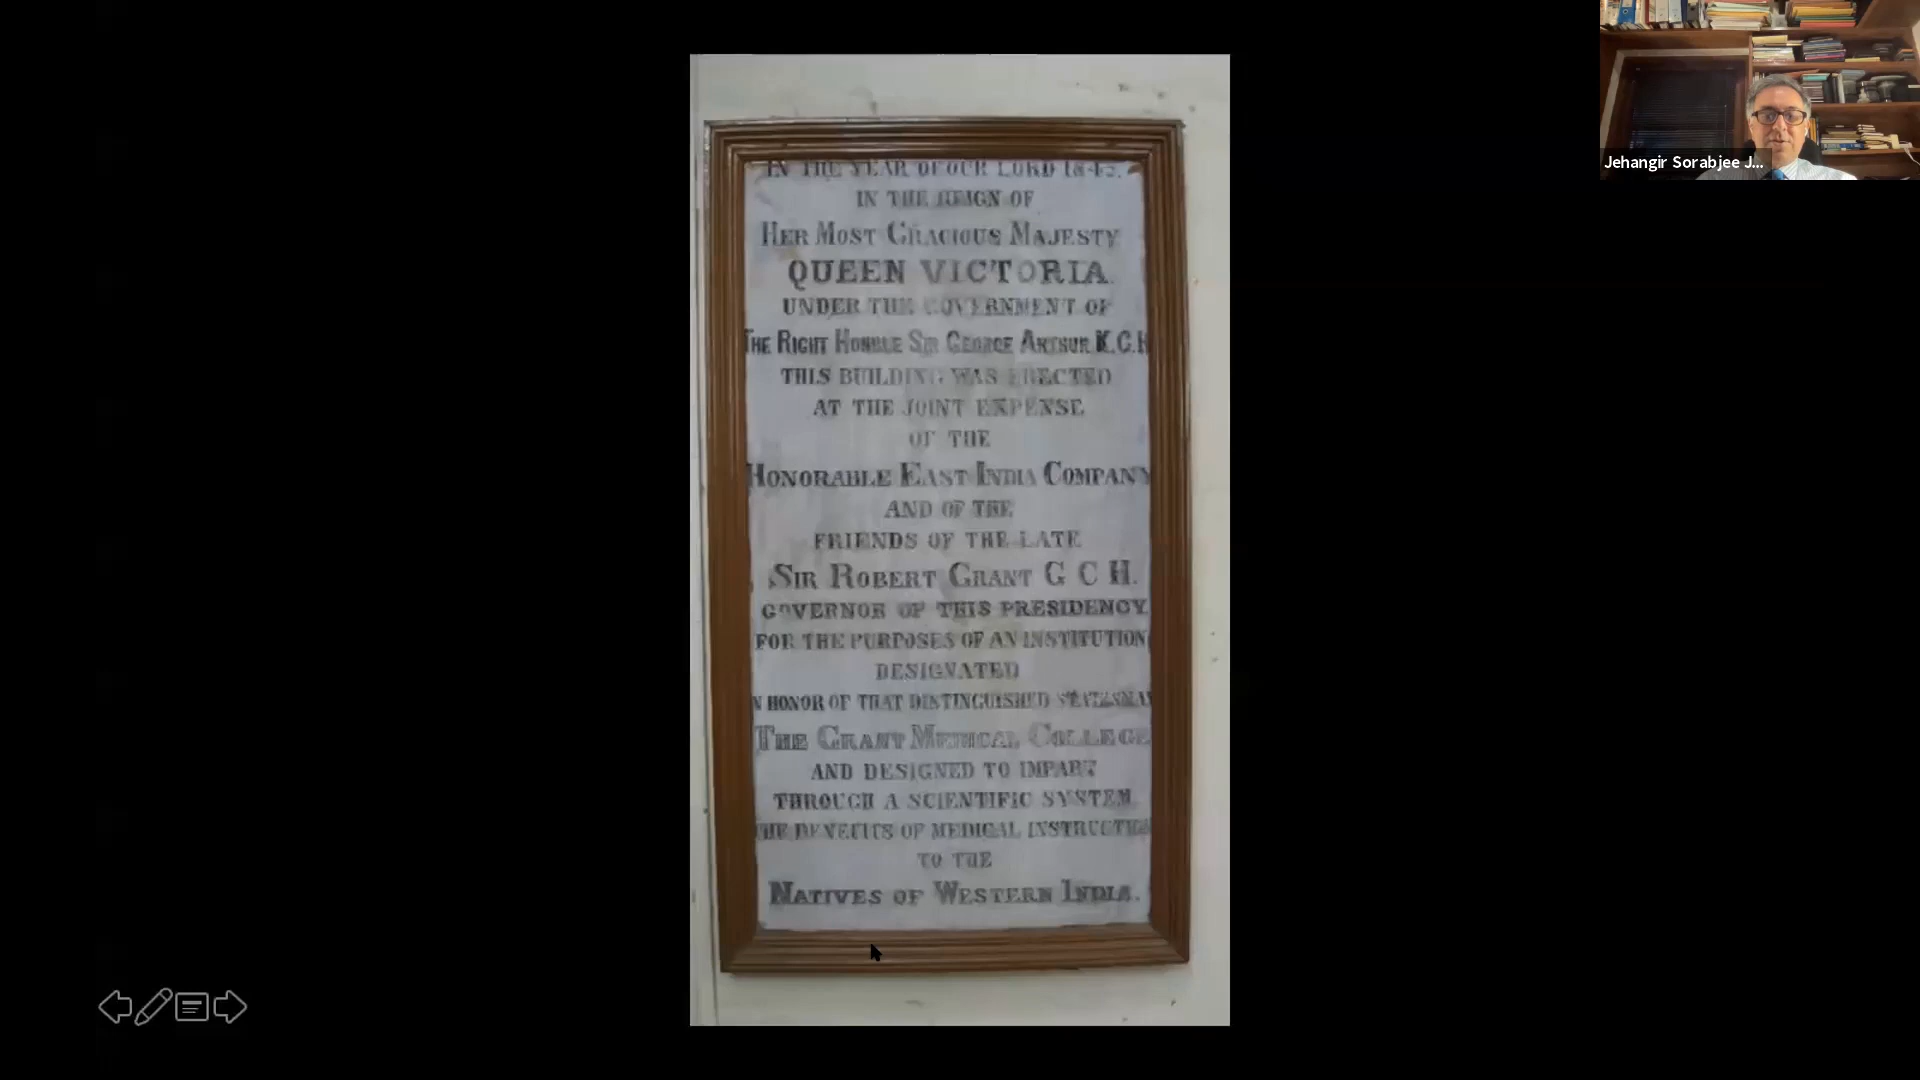 IN THE YEAR OF OUR LORD
IN THE REIGN OF
HER MOST GRACIOUS MAJESTY
QUEEN VICTORIA.
UNDER THE GOVERNMENT OF
THE RIGHT HONBLE SIR GEORGE ARTHUR K.C.H
THIS BUILDING WAS ERECTED
AT THE JOINT EXPENSE
OF THE
HONORABLE EAST INDIA COMPANY
AND OF THE
FRIENDS OF THE LATE
SIR ROBERT GRANT G C H.
GOVERNOR OF THIS PRESIDENCY
FOR THE PURPOSES OF AN INSTITUTION
DESIGNATED
N HONOR OF THAT DISTINGUISHED STATESMAN
THE GRANT MEDICAL COLLEGE
AND DESIGNED TO IMPART
THROUGH A SCIENTIFIC SYSTEM
THE BENEFITS OF MEDICAL INSTRUCTION
TO THE
NATIVES OF WESTERN INDIA.
Jehangir Sorabjee J...